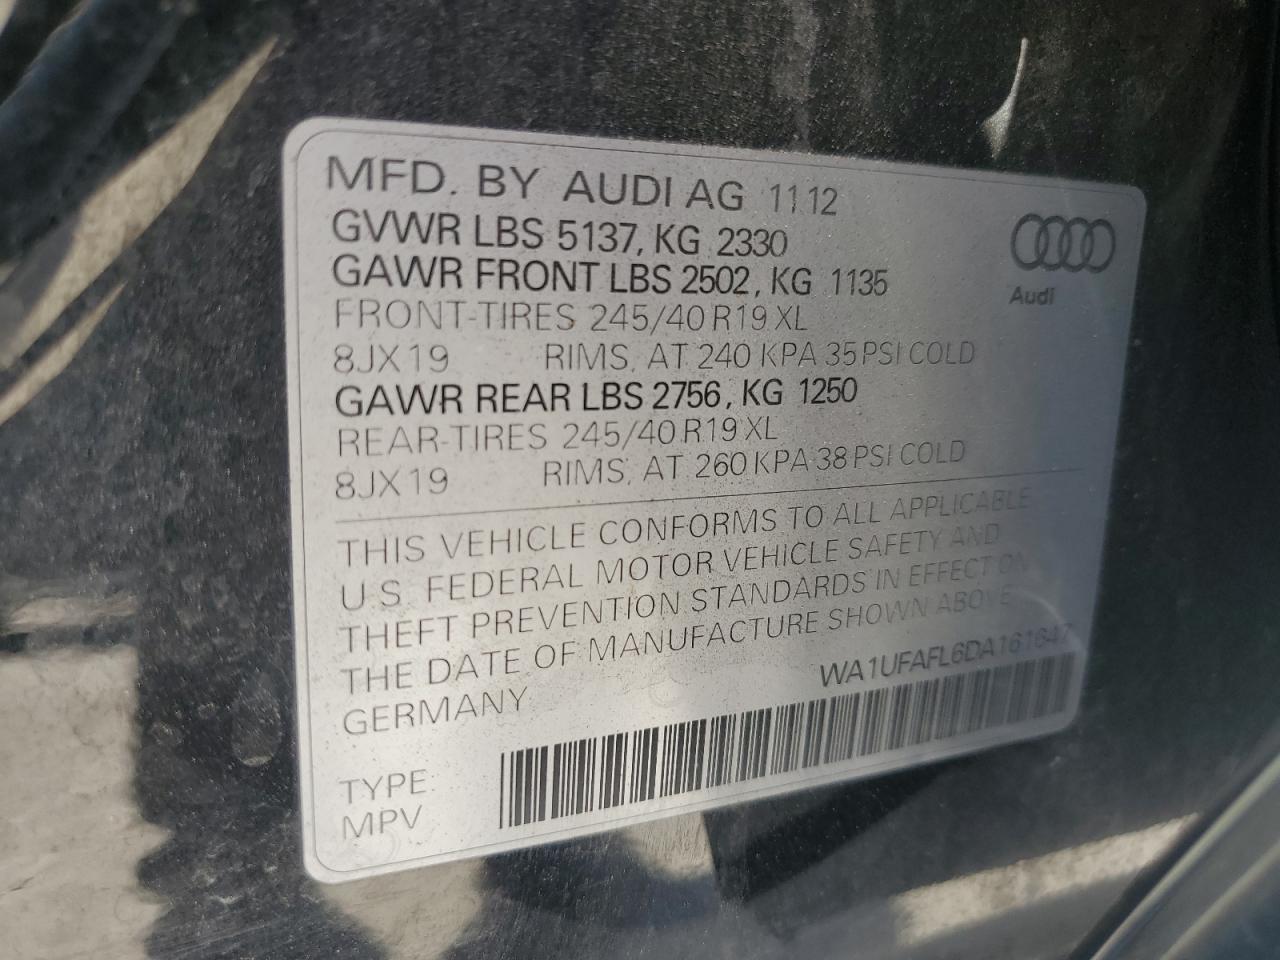 MFD. BY AUDI AG 11.12
GVWR LBS 5137, KG 2330
GAWR FRONT LBS 2502, KG 1135
FRONT-TIRES 245/40 R19 XL
8JX19 RIMS, AT 240 KPA 35 PSI COLD
GAWR REAR LBS 2756, KG 1250
REAR-TIRES 245/40 R19 XL
8JX19 RIMS, AT 260 KPA 38 PSI COLD
Audi
THIS VEHICLE CONFORMS TO ALL APPLICABLE
U.S. FEDERAL MOTOR VEHICLE SAFETY AND
THEFT PREVENTION STANDARDS IN EFFECT ON
THE DATE OF MANUFACTURE SHOWN ABOVE
GERMANY
WA1UFAFL6DA161647
TYPE:
MPV